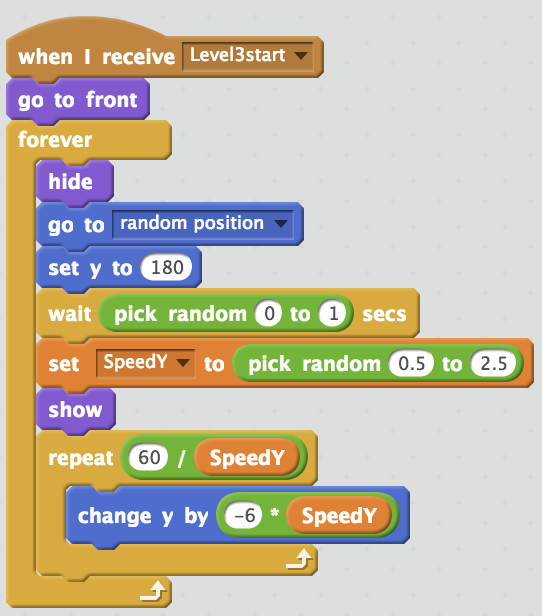 when I receive Level3start
go to front
forever
hide
go to random position
set y to 180
wait pick random 0 to 1 secs
set SpeedY to pick random 0.5 to 2.5
show
repeat 60 / SpeedY
change y by -6 * SpeedY